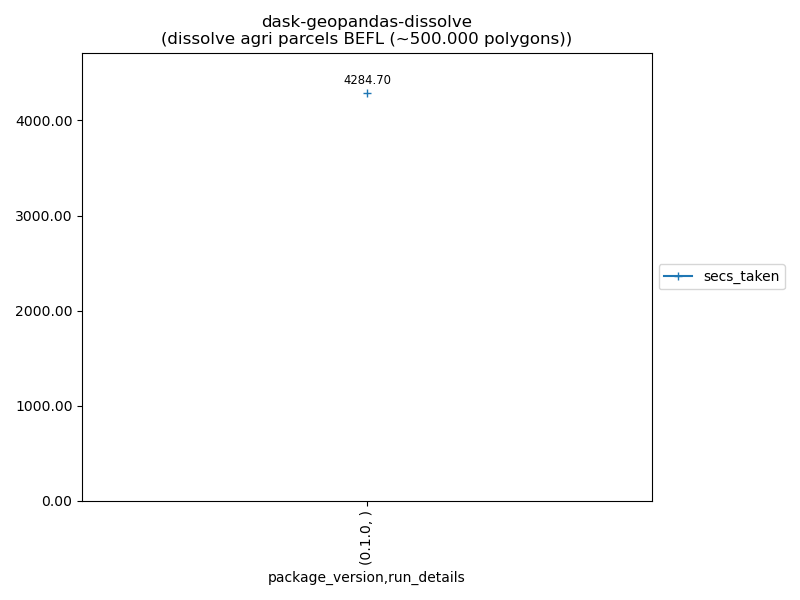 dask-geopandas-dissolve
(dissolve agri parcels BEFL (~500.000 polygons))
4284.70
4000.00
3000.00
2000.00
1000.00
0.00
secs_taken
(0.1.0, )
package_version,run_details